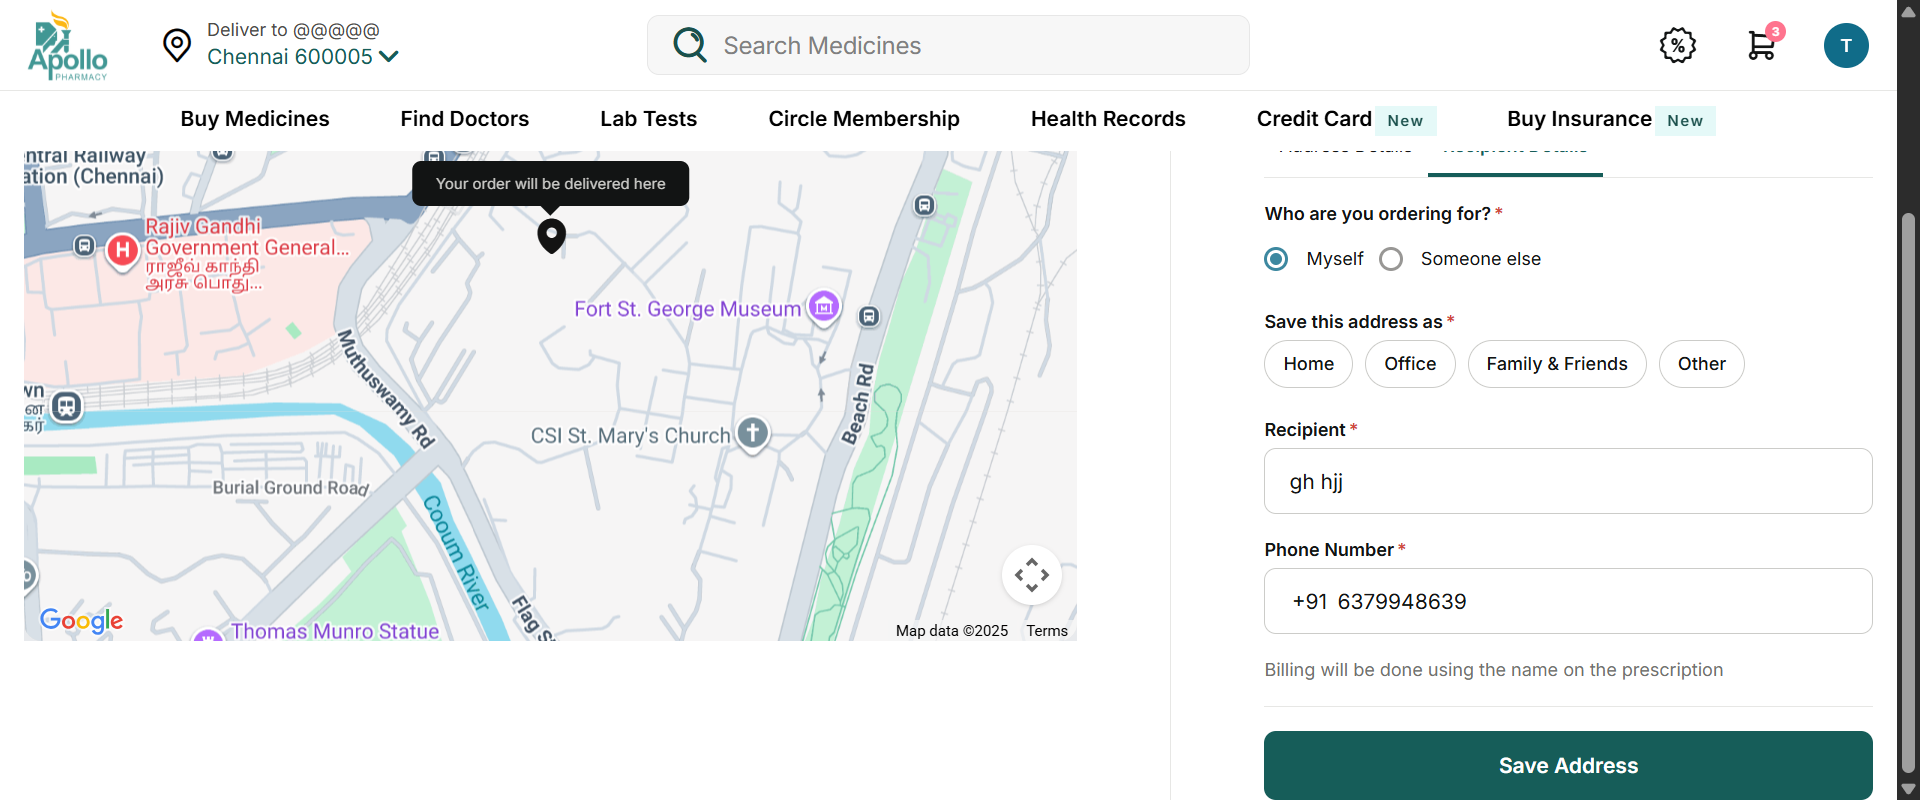 Apollo
PHARMACY
Deliver to @@@@@
Chennai 600005
Search Medicines
3
T
Buy Medicines
Find Doctors
Lab Tests
Circle Membership
Health Records
Credit Card New
Buy Insurance New
ntral Railway
ation (Chennai)
Your order will be delivered here
Rajiv Gandhi
Government General...
ராஜீவ் காந்தி
அரசு பொது...
H
Fort St. George Museum
Muthuswamy Rd
Beach Rd
CSI St. Mary's Church
Burial Ground Road
Cooum River
Flag S
Thomas Munro Statue
Google
Map data ©2025
Terms
Address Details
Recipient Details
Who are you ordering for? *
Myself
Someone else
Save this address as *
Home
Office
Family & Friends
Other
Recipient *
gh hjj
Phone Number *
+91 6379948639
Billing will be done using the name on the prescription
Save Address